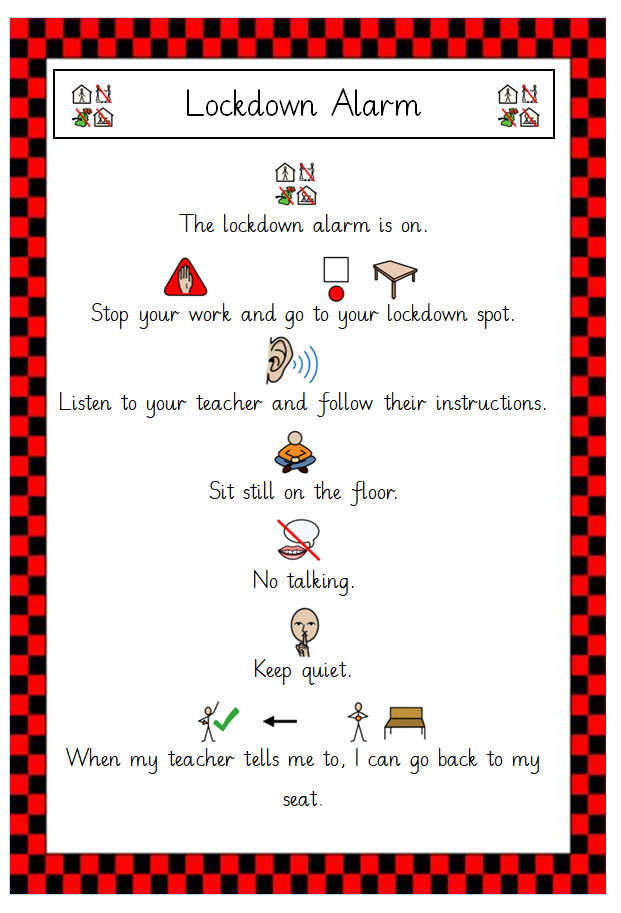 Lockdown Alarm
The lockdown alarm is on.
Stop your work and go to your lockdown spot.
Listen to your teacher and follow their instructions.
Sit still on the floor.
No talking.
Keep quiet.
When my teacher tells me to, I can go back to my
seat.